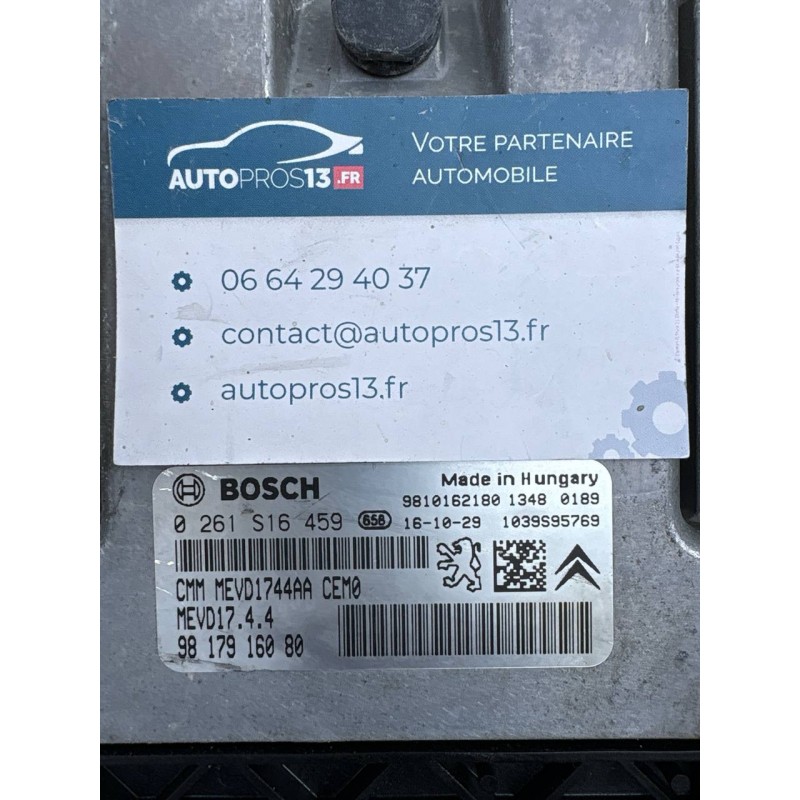 AUTOPROS13.FR
VOTRE PARTENAIRE
AUTOMOBILE
06 64 29 40 37
contact@autopros13.fr
autopros13.fr
BOSCH
Made in Hungary
9810162180 1348 0189
0 261 S16 459 656 16-10-29 1039S95769
CMM MEVD1744AA CEM0
MEVD17.4.4
98 179 160 80